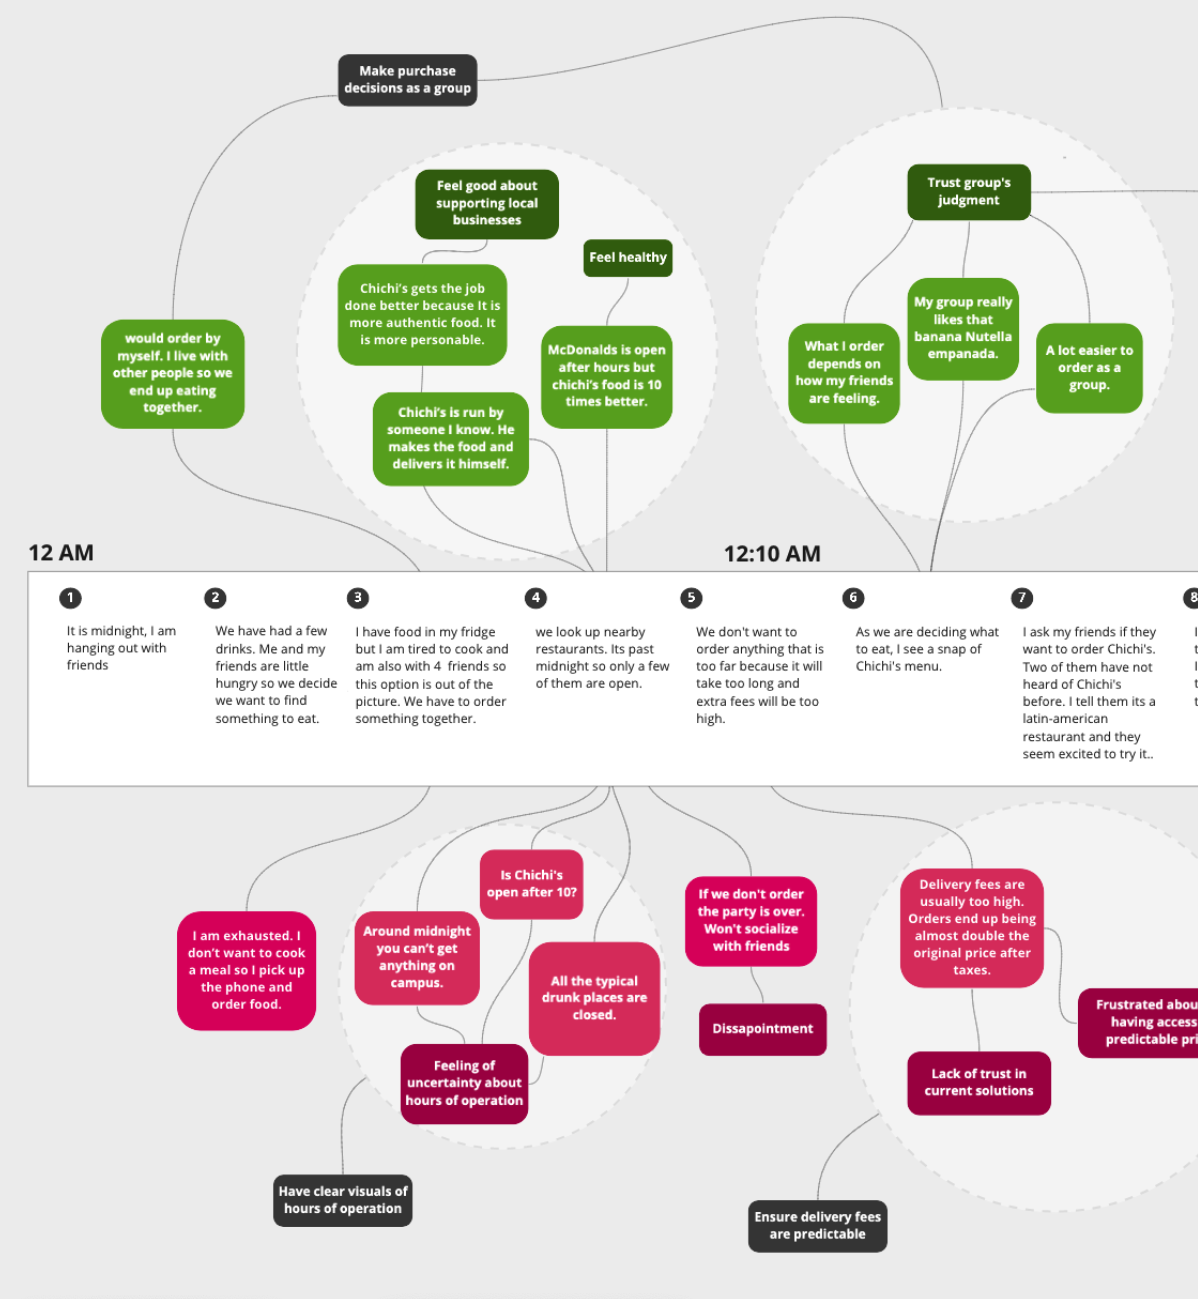 Make purchase
decisions as a group
Feel good about
supporting local
businesses
Feel healthy
Chichi’s gets the job
done better because It is
more authentic food. It
is more personable.
would order by
myself. I live with
other people so we
end up eating
together.
McDonalds is open
after hours but
chichi’s food is 10
times better.
Chichi’s is run by
someone I know. He
makes the food and
delivers it himself.
Trust group's
judgment
My group really
likes that
banana Nutella
empanada.
What I order
depends on
how my friends
are feeling.
A lot easier to
order as a
group.
12 AM
12:10 AM
1
It is midnight, I am
hanging out with
friends
2
We have had a few
drinks. Me and my
friends are little
hungry so we decide
we want to find
something to eat.
3
I have food in my fridge
but I am tired to cook and
am also with 4 friends so
this option is out of the
picture. We have to order
something together.
4
we look up nearby
restaurants. Its past
midnight so only a few
of them are open.
5
We don't want to
order anything that is
too far because it will
take too long and
extra fees will be too
high.
6
As we are deciding what
to eat, I see a snap of
Chichi's menu.
7
I ask my friends if they
want to order Chichi's.
Two of them have not
heard of Chichi's
before. I tell them its a
latin-american
restaurant and they
seem excited to try it..
8
I am exhausted. I
don’t want to cook
a meal so I pick up
the phone and
order food.
Is Chichi's
open after 10?
Around midnight
you can’t get
anything on
campus.
All the typical
drunk places are
closed.
Feeling of
uncertainty about
hours of operation
Have clear visuals of
hours of operation
If we don't order
the party is over.
Won't socialize
with friends
Dissapointment
Delivery fees are
usually too high.
Orders end up being
almost double the
original price after
taxes.
Frustrated abou
having access
predictable pri
Lack of trust in
current solutions
Ensure delivery fees
are predictable